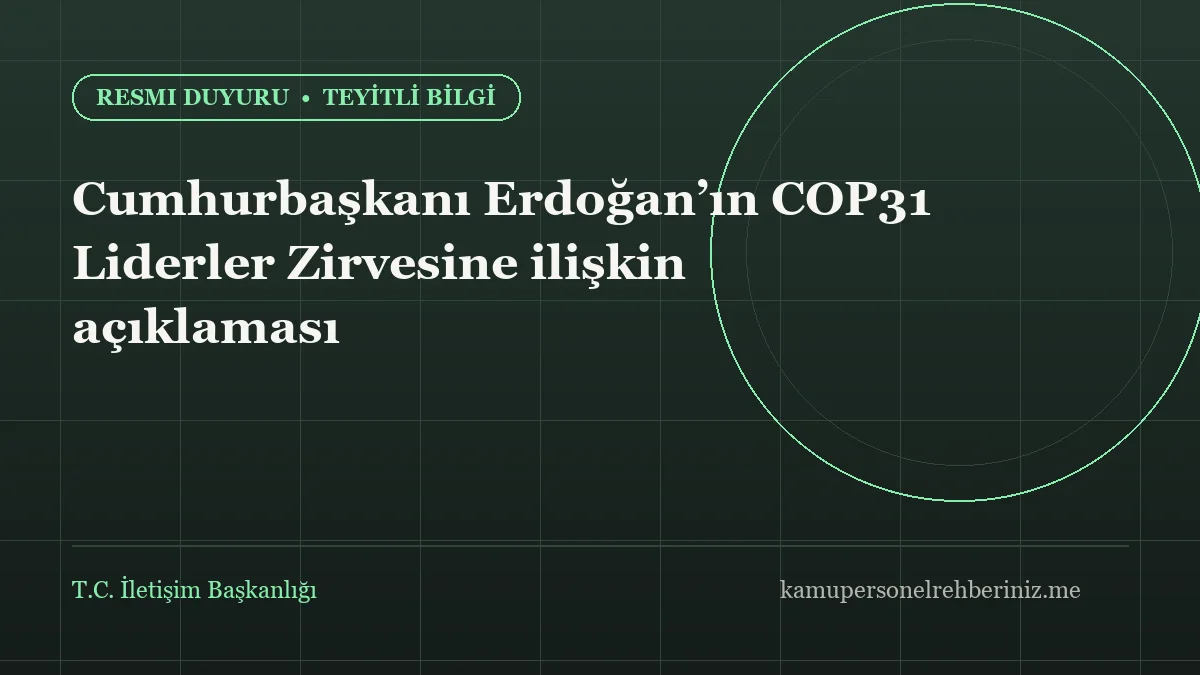 RESMI DUYURU • TEYİTLİ BİLGİ
Cumhurbaşkanı Erdoğan’ın COP31
Liderler Zirvesine ilişkin
açıklaması
T.C. İletişim Başkanlığı
kamupersonelrehberiniz.me